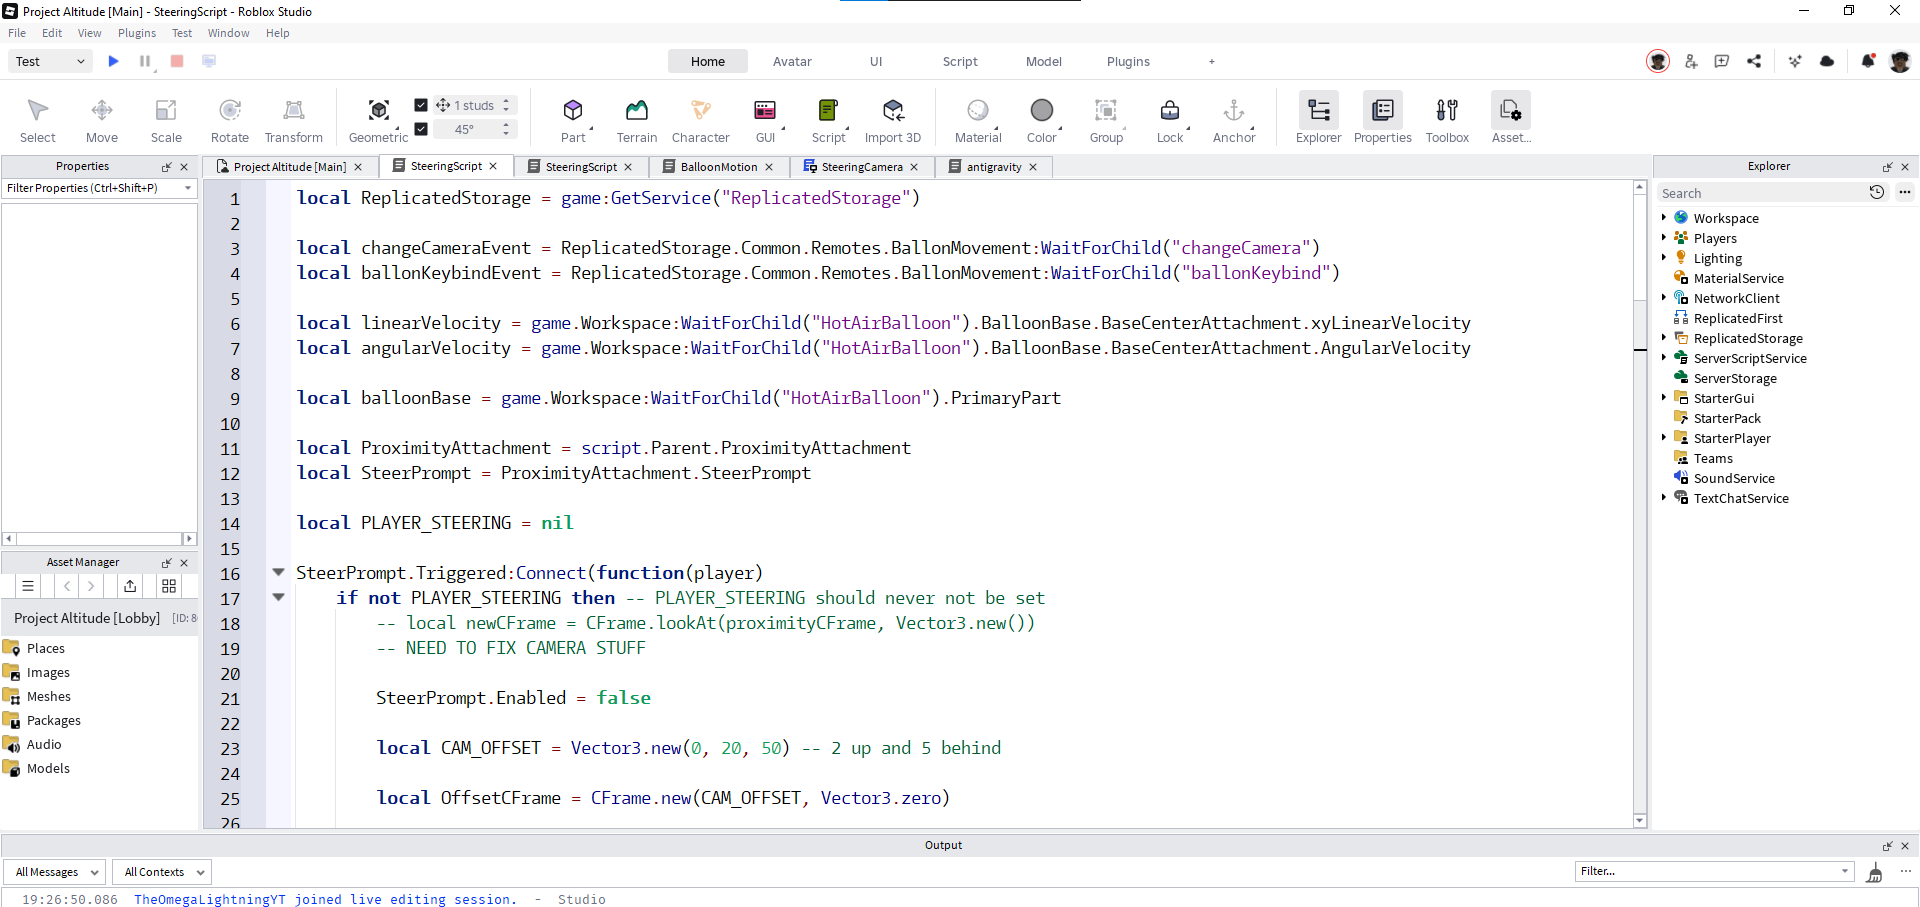 Project Altitude [Main] - SteeringScript - Roblox Studio
File Edit View Plugins Test Window Help
Test
Home Avatar UI Script Model Plugins +
Select Move Scale Rotate Transform Geometric
1 studs
45°
Part Terrain Character GUI Script Import 3D Material Color Group Lock Anchor Explorer Properties Toolbox Asset...
Properties
Filter Properties (Ctrl+Shift+P)
Asset Manager
Project Altitude [Lobby] [ID: 8
Places
Images
Meshes
Packages
Audio
Models
Project Altitude [Main] SteeringScript SteeringScript BalloonMotion SteeringCamera antigravity
1 local ReplicatedStorage = game:GetService("ReplicatedStorage")
2
3 local changeCameraEvent = ReplicatedStorage.Common.Remotes.BallonMovement:WaitForChild("changeCamera")
4 local ballonKeybindEvent = ReplicatedStorage.Common.Remotes.BallonMovement:WaitForChild("ballonKeybind")
5
6 local linearVelocity = game.Workspace:WaitForChild("HotAirBalloon").BalloonBase.BaseCenterAttachment.xyLinearVelocity
7 local angularVelocity = game.Workspace:WaitForChild("HotAirBalloon").BalloonBase.BaseCenterAttachment.AngularVelocity
8
9 local balloonBase = game.Workspace:WaitForChild("HotAirBalloon").PrimaryPart
10
11 local ProximityAttachment = script.Parent.ProximityAttachment
12 local SteerPrompt = ProximityAttachment.SteerPrompt
13
14 local PLAYER_STEERING = nil
15
16 SteerPrompt.Triggered:Connect(function(player)
17 if not PLAYER_STEERING then -- PLAYER_STEERING should never not be set
18 -- local newCFrame = CFrame.lookAt(proximityCFrame, Vector3.new())
19 -- NEED TO FIX CAMERA STUFF
20
21 SteerPrompt.Enabled = false
22
23 local CAM_OFFSET = Vector3.new(0, 20, 50) -- 2 up and 5 behind
24
25 local OffsetCFrame = CFrame.new(CAM_OFFSET, Vector3.zero)
26
Explorer
Search
Workspace
Players
Lighting
MaterialService
NetworkClient
ReplicatedFirst
ReplicatedStorage
ServerScriptService
ServerStorage
StarterGui
StarterPack
StarterPlayer
Teams
SoundService
TextChatService
Output
All Messages All Contexts Filter...
19:26:50.086 TheOmegaLightningYT joined live editing session. - Studio